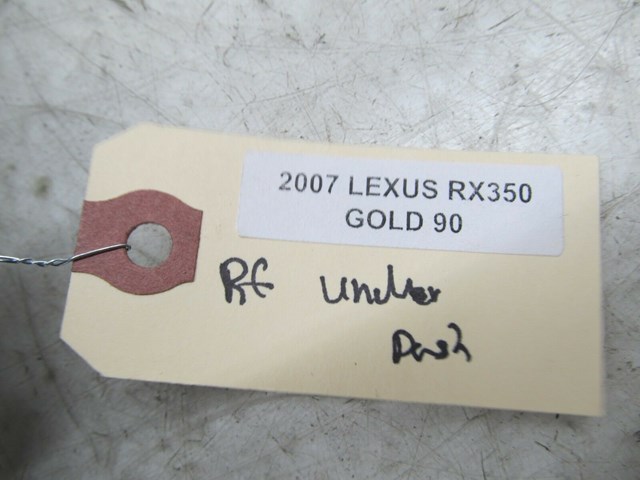 2007 LEXUS RX350
GOLD 90
RF Under
Dash